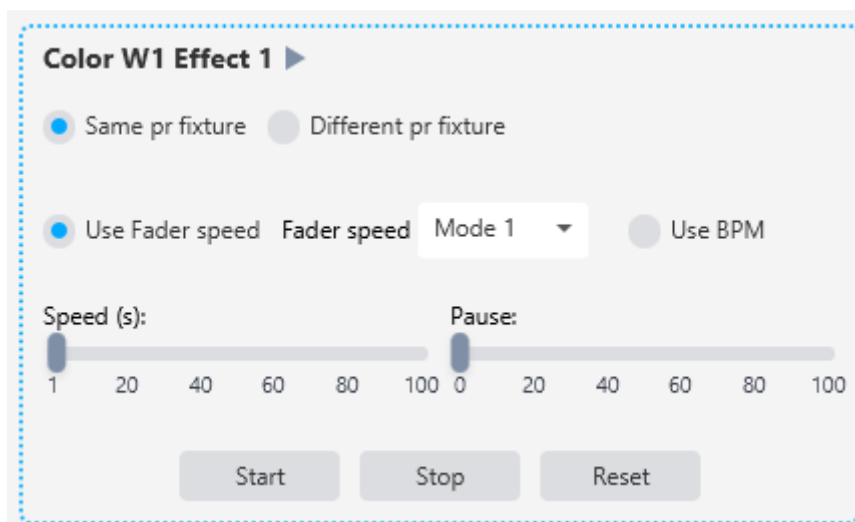 Color W1 Effect 1
Same pr fixture Different pr fixture
Use Fader speed Fader speed Mode 1 Use BPM
Speed (s): Pause:
1 20 40 60 80 100 0 20 40 60 80 100
Start Stop Reset